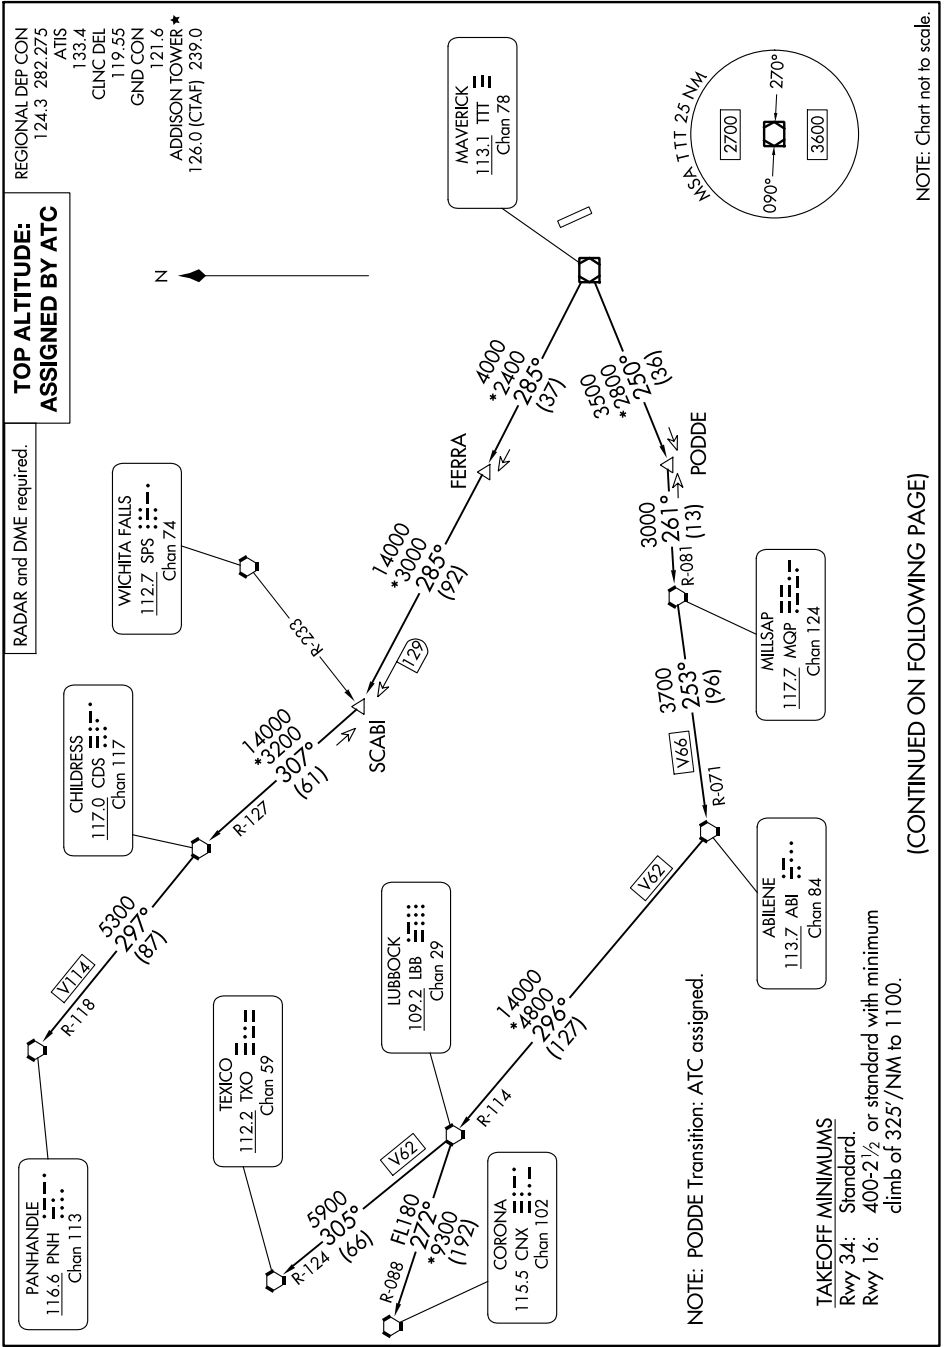 RADAR and DME required.
TOP ALTITUDE:
ASSIGNED BY ATC
REGIONAL DEP CON
124.3 282.275
ATIS
133.4
CLNC DEL
119.55
GND CON
121.6
ADDISON TOWER★
126.0 (CTAF) 239.0
N
PANHANDLE
116.6 PNH
Chan 113
R-118
V114
5300
297°
(87)
CHILDRESS
117.0 CDS
Chan 117
R-127
14000
*3200
307°
(61)
SCABI
WICHITA FALLS
112.7 SPS
Chan 74
R-233
129
14000
*3000
285°
(92)
FERRA
4000
*2400
285°
(37)
MAVERICK
113.1 TTT
Chan 78
3500
*2800
250°
(36)
PODDE
3000
261°
(13)
R-081
MILLSAP
117.7 MQP
Chan 124
3700
253°
(96)
V66
R-071
ABILENE
113.7 ABI
Chan 84
V62
14000
*4800
296°
(127)
R-114
LUBBOCK
109.2 LBB
Chan 29
V62
5900
305°
(66)
R-124
TEXICO
112.2 TXO
Chan 59
FL180
272°
*9300
(192)
R-088
CORONA
115.5 CNX
Chan 102
MSA TTT 25 NM
2700
090°
270°
3600
NOTE: PODDE Transition: ATC assigned.
TAKEOFF MINIMUMS
Rwy 34: Standard.
Rwy 16: 400-2½ or standard with minimum
climb of 325'/NM to 1100.
(CONTINUED ON FOLLOWING PAGE)
NOTE: Chart not to scale.